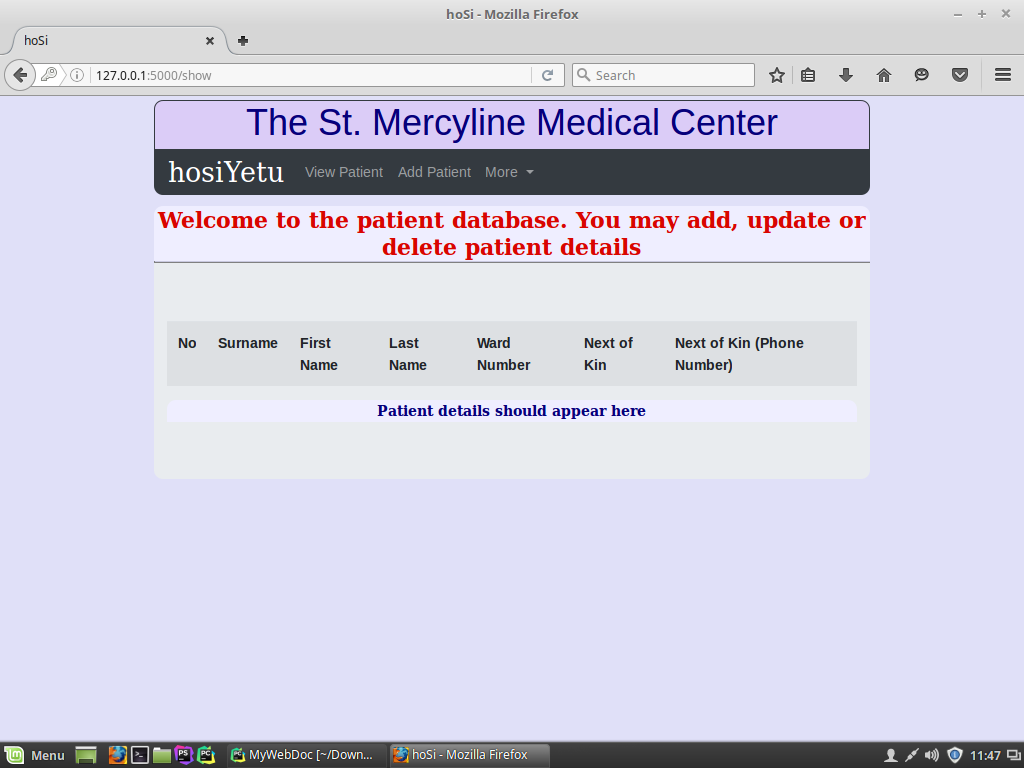 hoSi - Mozilla Firefox
hoSi
127.0.0.1:5000/show
Search
The St. Mercyline Medical Center
hosiYetu View Patient Add Patient More
Welcome to the patient database. You may add, update or
delete patient details
No Surname First Name Last Name Ward Number Next of Kin Next of Kin (Phone Number)
Patient details should appear here
Menu PS PC PC MyWebDoc [~/Down... hoSi - Mozilla Firefox 11:47